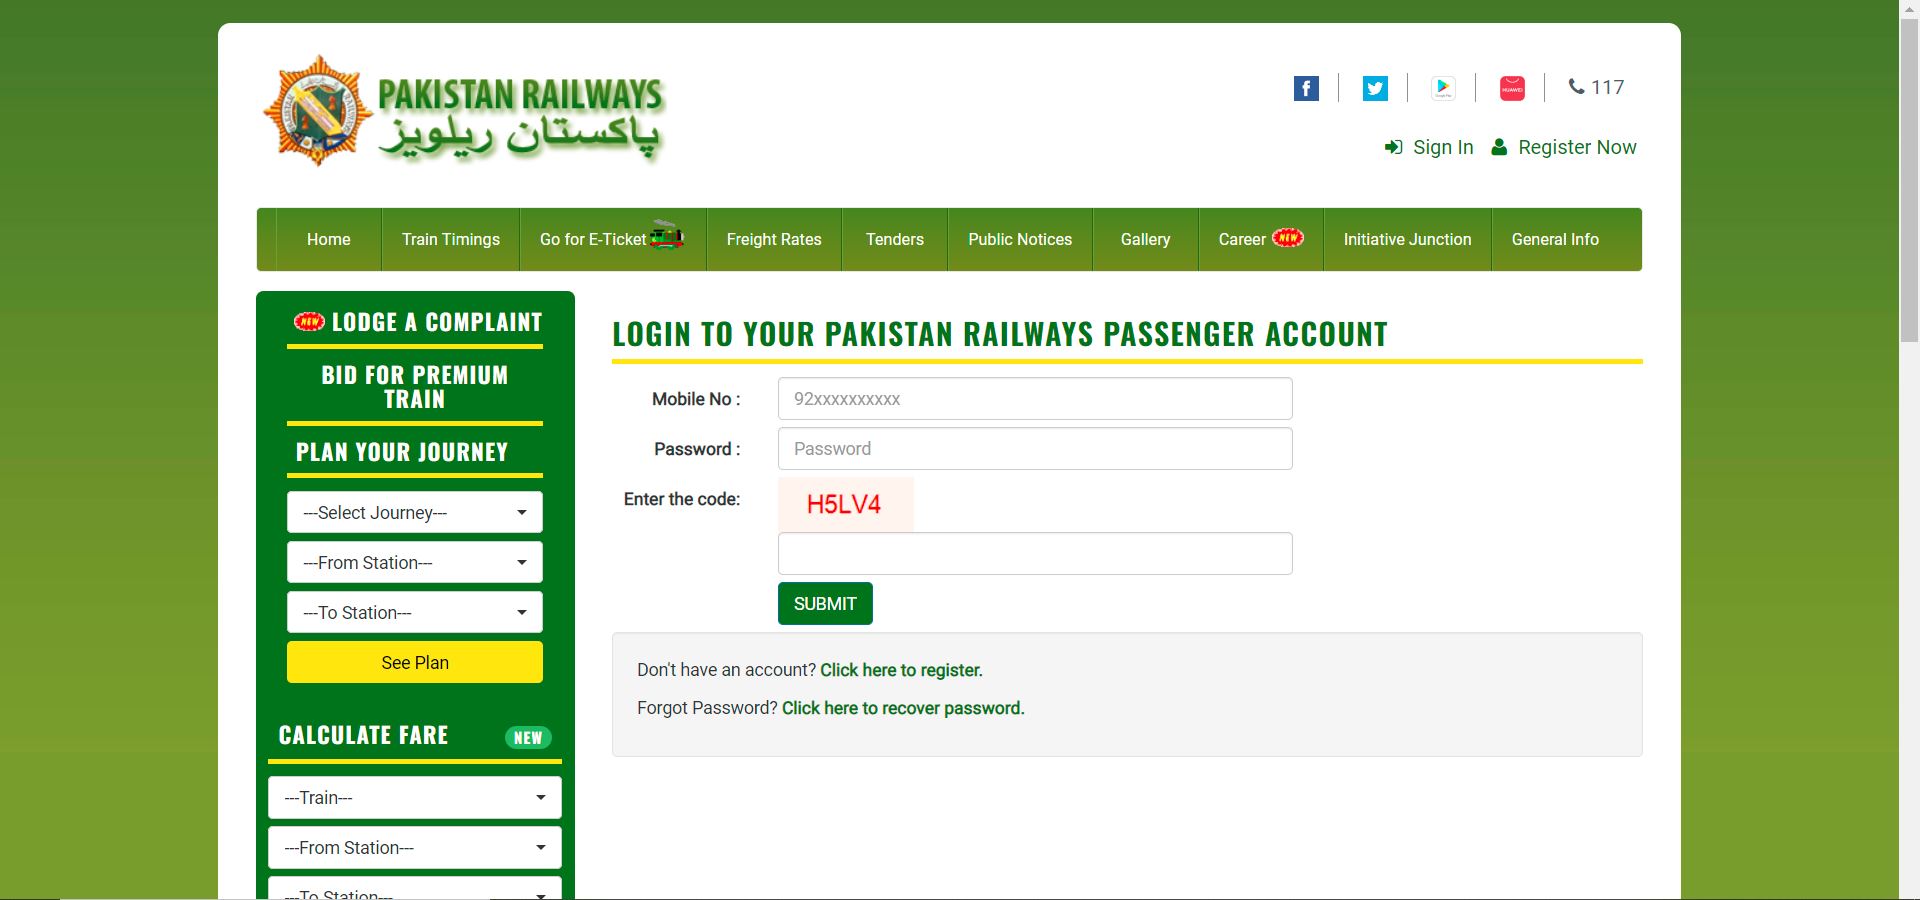 PAKISTAN RAILWAYS
پاکستان ریلویز
117
Sign In Register Now
Home Train Timings Go for E-Ticket Freight Rates Tenders Public Notices Gallery Career NEW Initiative Junction General Info
NEW LODGE A COMPLAINT
BID FOR PREMIUM
TRAIN
PLAN YOUR JOURNEY
---Select Journey---
---From Station---
---To Station---
See Plan
CALCULATE FARE NEW
---Train---
---From Station---
---To Station---
LOGIN TO YOUR PAKISTAN RAILWAYS PASSENGER ACCOUNT
Mobile No : 92xxxxxxxxxx
Password : Password
Enter the code: H5LV4
SUBMIT
Don't have an account? Click here to register.
Forgot Password? Click here to recover password.